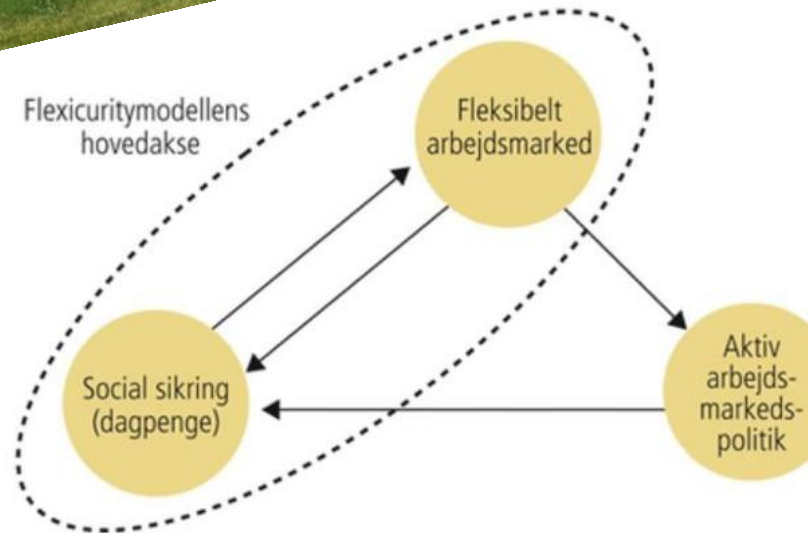 Flexicuritymodellens
hovedakse
Fleksibelt
arbejdsmarked
Social sikring
(dagpenge)
Aktiv
arbejds-
markeds-
politik